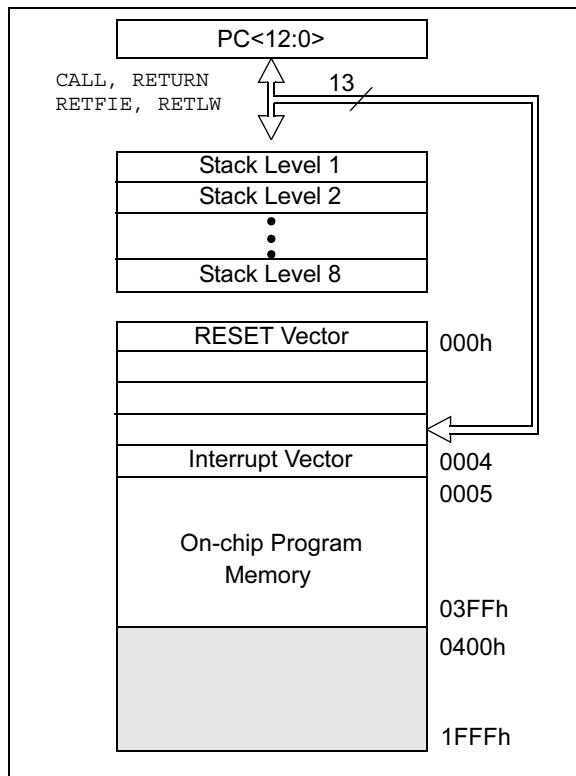 PC<12:0>
CALL, RETURN
RETFIE, RETLW
13
Stack Level 1
Stack Level 2
Stack Level 8
RESET Vector
000h
Interrupt Vector
0004
0005
On-chip Program
Memory
03FFh
0400h
1FFFh